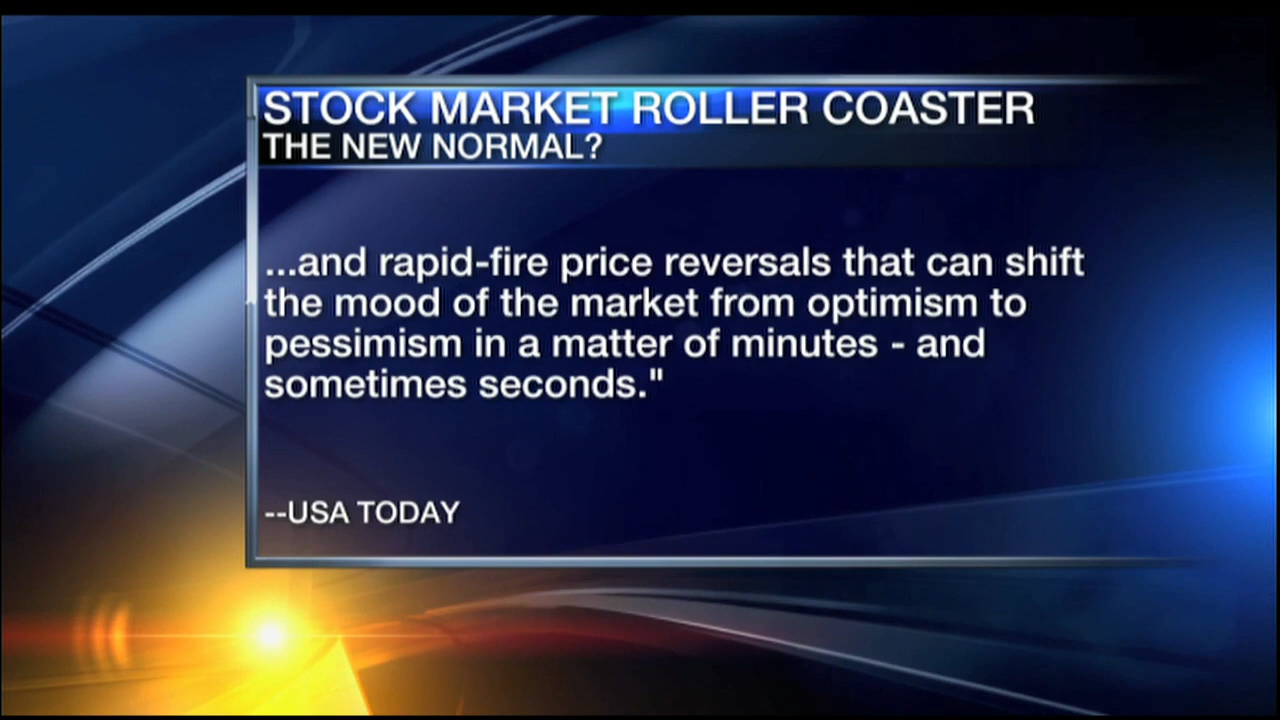 STOCK MARKET ROLLER COASTER
THE NEW NORMAL?
...and rapid-fire price reversals that can shift
the mood of the market from optimism to
pessimism in a matter of minutes - and
sometimes seconds."
--USA TODAY